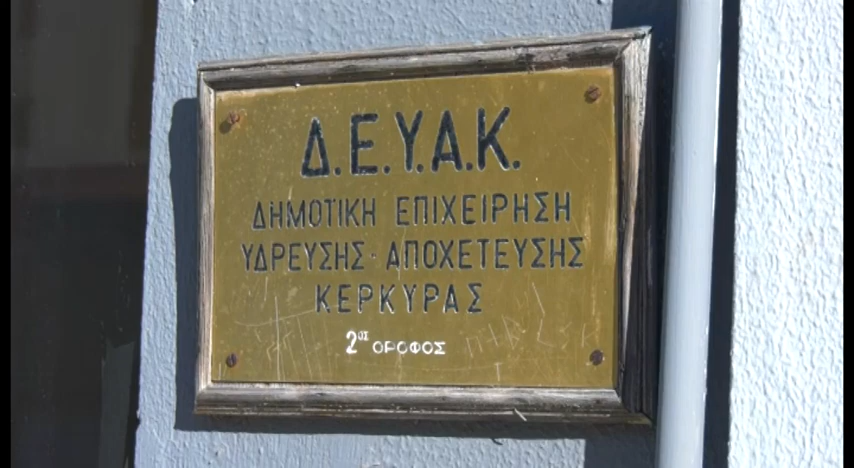 Δ.Ε.Υ.Α.Κ.
ΔΗΜΟΤΙΚΗ ΕΠΙΧΕΙΡΗΣΗ
ΥΔΡΕΥΣΗΣ·ΑΠΟΧΕΤΕΥΣΗΣ
ΚΕΡΚΥΡΑΣ
2ος ΟΡΟΦΟΣ